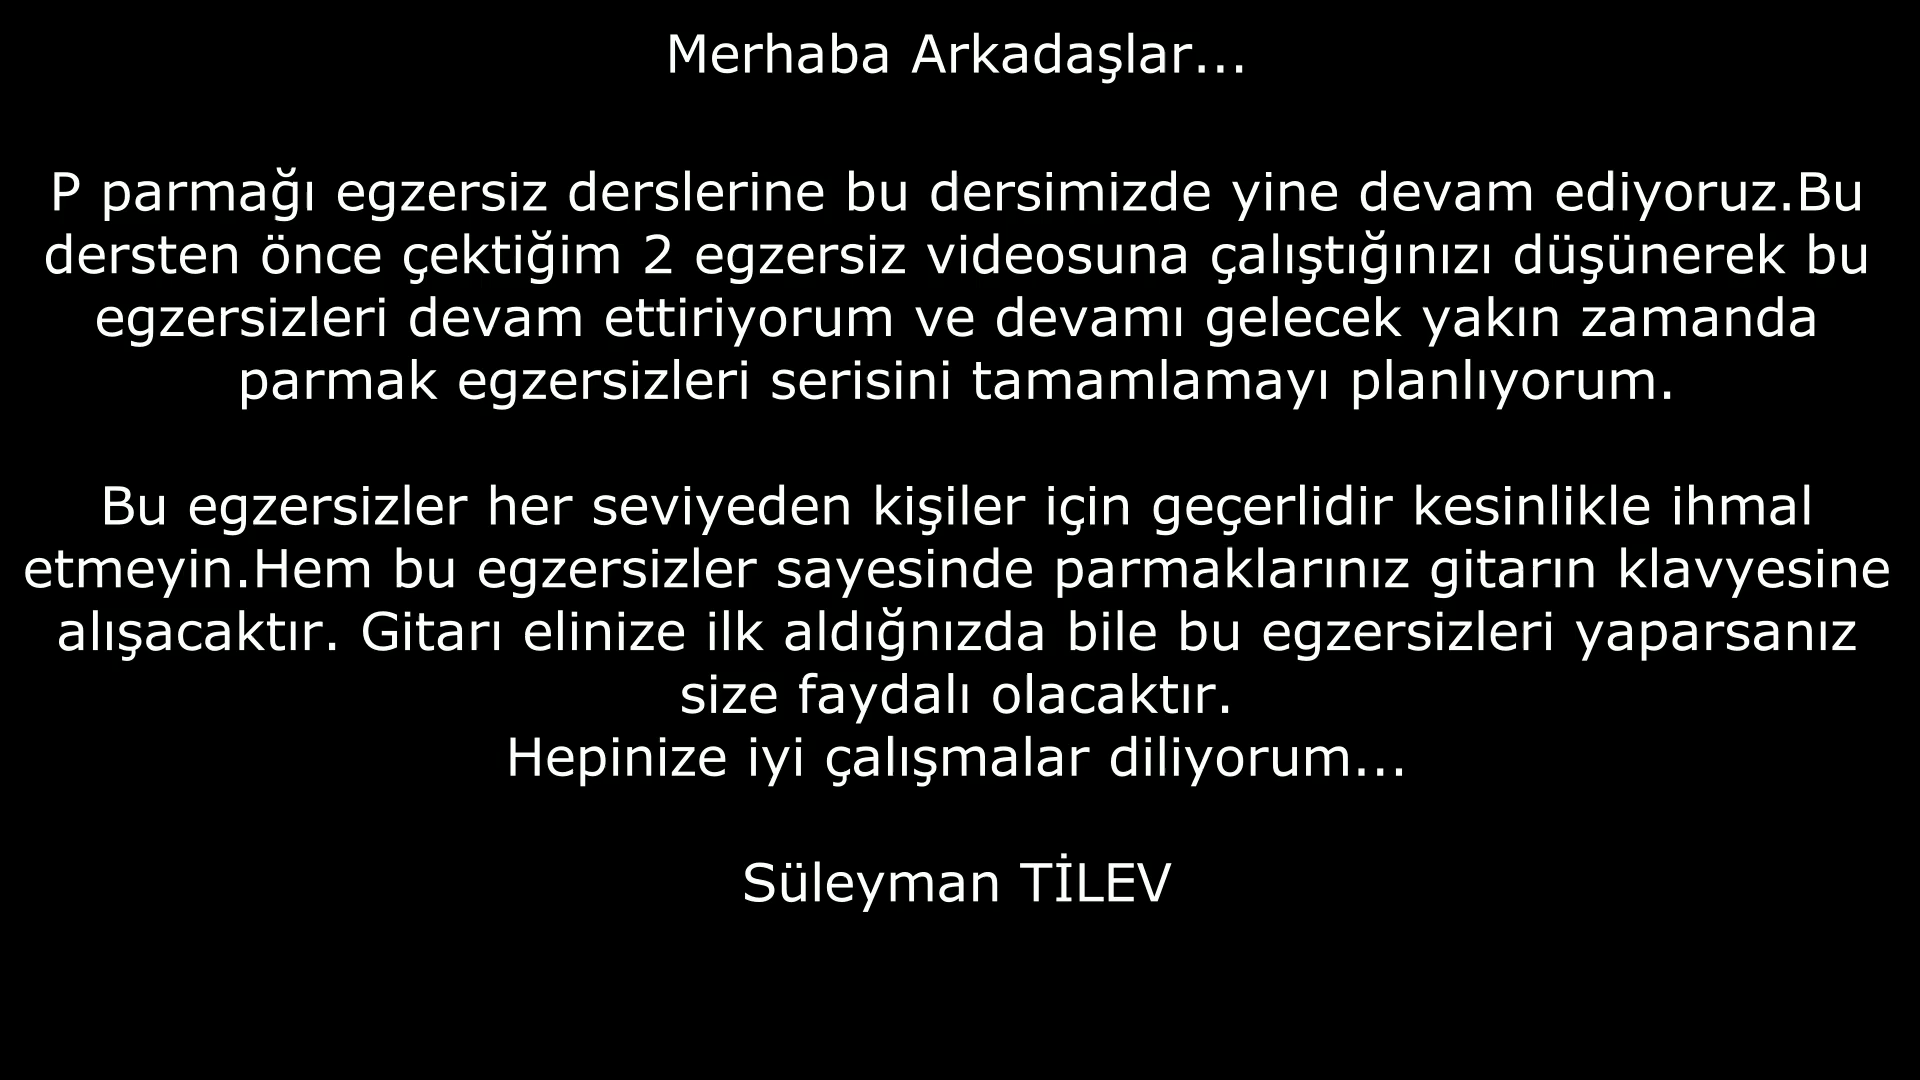 Merhaba Arkadaşlar...
P parmağı egzersiz derslerine bu dersimizde yine devam ediyoruz.Bu
dersten önce çektiğim 2 egzersiz videosuna çalıştığınızı düşünerek bu
egzersizleri devam ettiriyorum ve devamı gelecek yakın zamanda
parmak egzersizleri serisini tamamlamayı planlıyorum.
Bu egzersizler her seviyeden kişiler için geçerlidir kesinlikle ihmal
etmeyin.Hem bu egzersizler sayesinde parmaklarınız gitarın klavyesine
alışacaktır. Gitarı elinize ilk aldığnızda bile bu egzersizleri yaparsanız
size faydalı olacaktır.
Hepinize iyi çalışmalar diliyorum...
Süleyman TİLEV